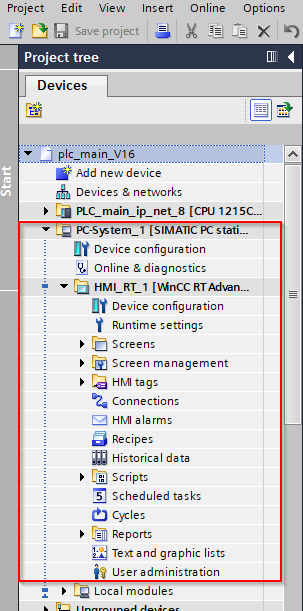 Project Edit View Insert Online Opti
Save project
Project tree
Devices
Start
plc_main_V16
Add new device
Devices & networks
PLC_main_ip_net_8 [CPU 1215C...
PC-System_1 [SIMATIC PC stati...
Device configuration
Online & diagnostics
HMI_RT_1 [WinCC RT Advan...
Device configuration
Runtime settings
Screens
Screen management
HMI tags
Connections
HMI alarms
Recipes
Historical data
Scripts
Scheduled tasks
Cycles
Reports
Text and graphic lists
User administration
Local modules
Ungrouped devices